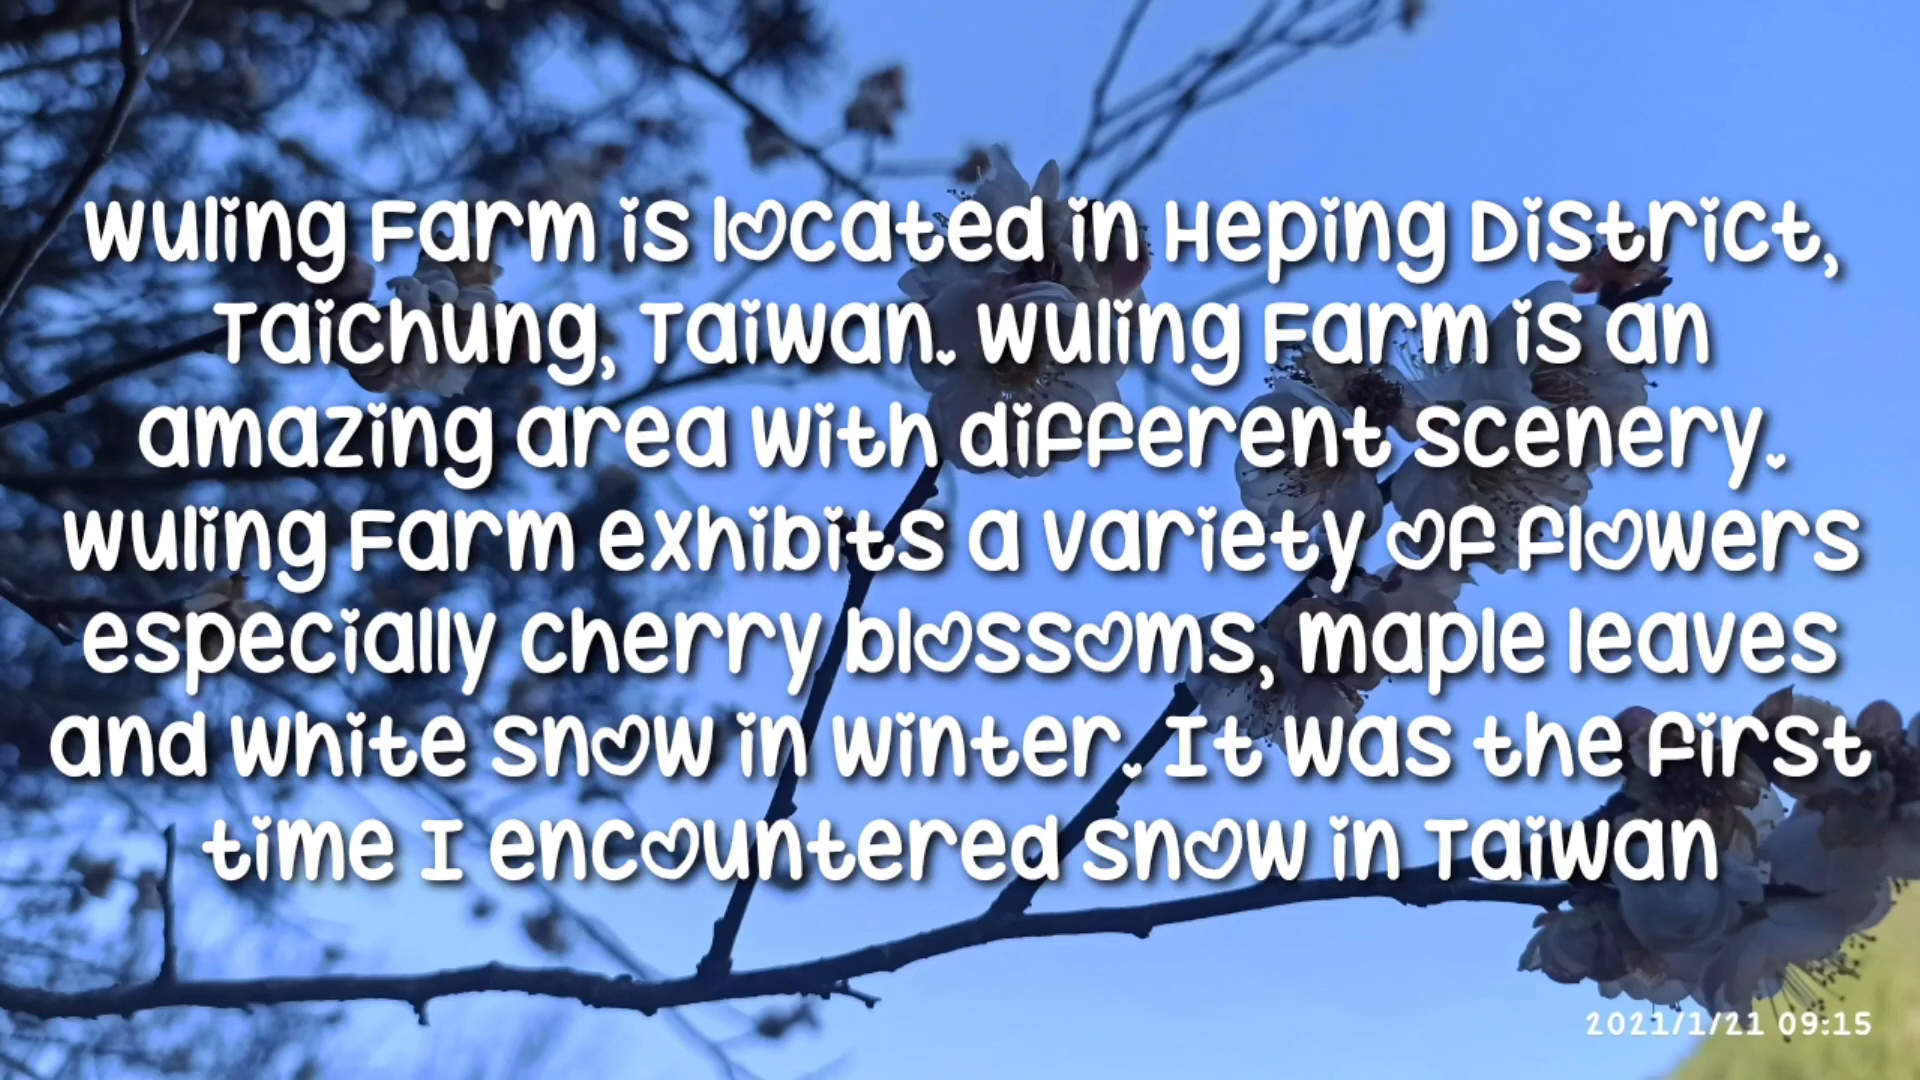 Wuling Farm is located in Heping District,
Taichung, Taiwan. Wuling Farm is an
amazing area with different scenery.
Wuling Farm exhibits a variety of flowers
especially cherry blossoms, maple leaves
and white snow in winter. It was the first
time I encountered snow in Taiwan
2021/1/21 09:15